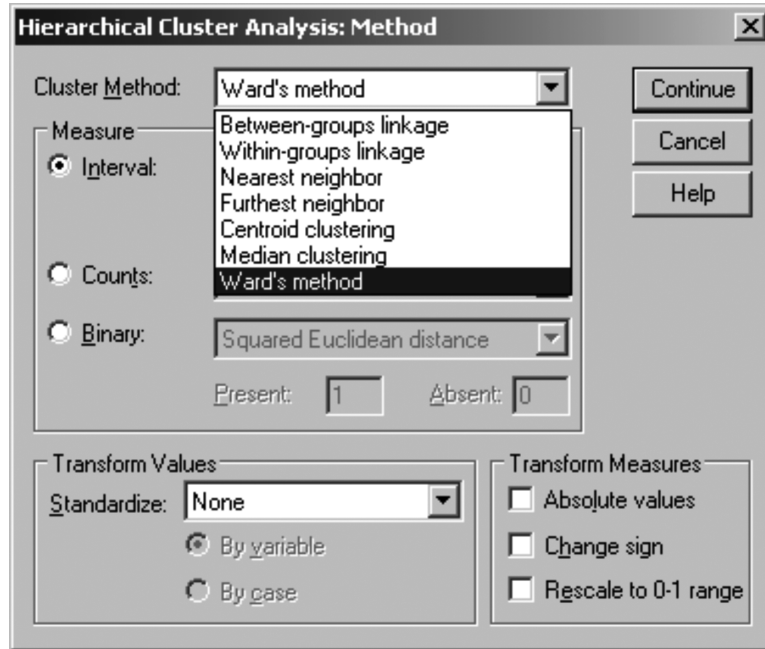 Hierarchical Cluster Analysis: Method
Cluster Method: Ward's method
Continue
Cancel
Help
Measure
Interval:
Between-groups linkage
Within-groups linkage
Nearest neighbor
Furthest neighbor
Centroid clustering
Median clustering
Ward's method
Counts:
Binary: Squared Euclidean distance
Present: 1 Absent: 0
Transform Values
Standardize: None
By variable
By case
Transform Measures
Absolute values
Change sign
Rescale to 0-1 range